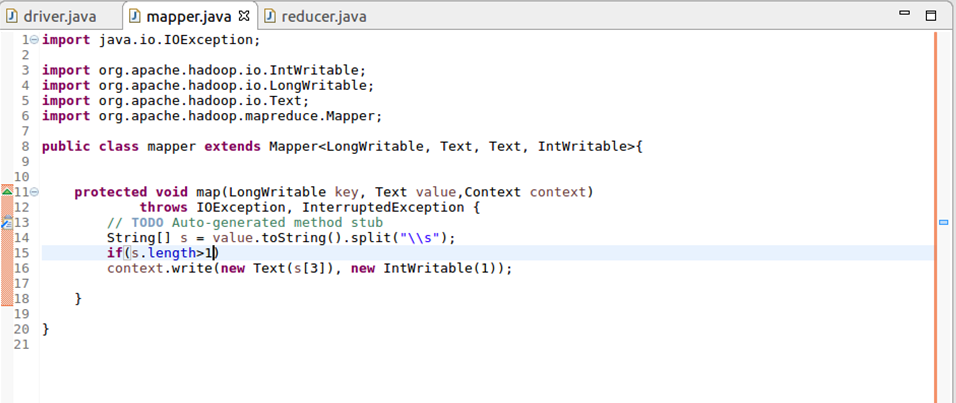 driver.java mapper.java reducer.java
1 import java.io.IOException;
2
3 import org.apache.hadoop.io.IntWritable;
4 import org.apache.hadoop.io.LongWritable;
5 import org.apache.hadoop.io.Text;
6 import org.apache.hadoop.mapreduce.Mapper;
7
8 public class mapper extends Mapper<LongWritable, Text, Text, IntWritable>{
9
10
11 protected void map(LongWritable key, Text value,Context context)
12 throws IOException, InterruptedException {
13 // TODO Auto-generated method stub
14 String[] s = value.toString().split("\\s");
15 if(s.length>1)
16 context.write(new Text(s[3]), new IntWritable(1));
17
18 }
19
20 }
21